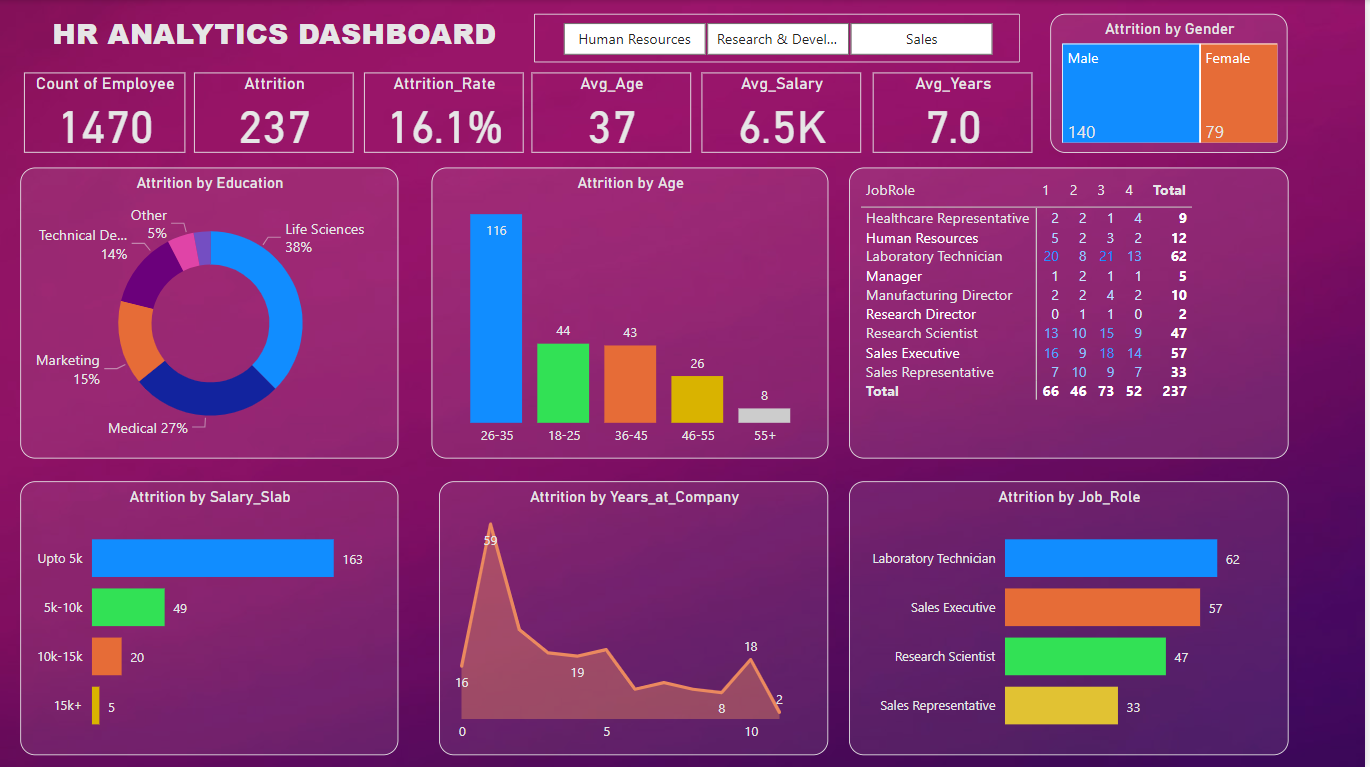 HR ANALYTICS DASHBOARD
Human Resources
Research & Devel...
Sales
Count of Employee
1470
Attrition
237
Attrition_Rate
16.1%
Avg_Age
37
Avg_Salary
6.5K
Avg_Years
7.0
Attrition by Gender
Male
140
Female
79
Attrition by Education
Life Sciences
38%
Medical 27%
Marketing
15%
Technical De...
14%
Other
5%
Attrition by Age
116
44
43
26
8
26-35
18-25
36-45
46-55
55+
JobRole 1 2 3 4 Total
Healthcare Representative 2 2 1 4 9
Human Resources 5 2 3 2 12
Laboratory Technician 20 8 21 13 62
Manager 1 2 1 1 5
Manufacturing Director 2 2 4 2 10
Research Director 0 1 1 0 2
Research Scientist 13 10 15 9 47
Sales Executive 16 9 18 14 57
Sales Representative 7 10 9 7 33
Total 66 46 73 52 237
Attrition by Salary_Slab
Upto 5k 163
5k-10k 49
10k-15k 20
15k+ 5
Attrition by Years_at_Company
59
16
19
8
18
2
0 5 10
Attrition by Job_Role
Laboratory Technician 62
Sales Executive 57
Research Scientist 47
Sales Representative 33